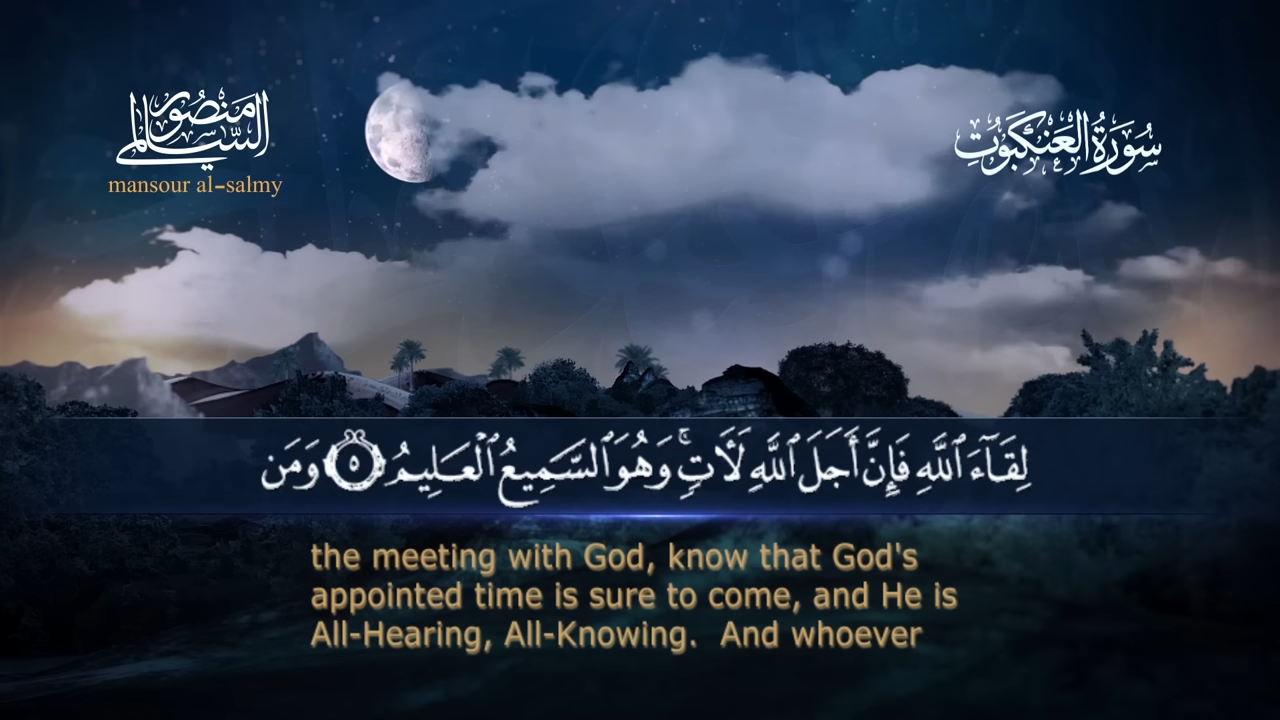 منصور السالمي
mansour al-salmy
سُورَةُ العَنكَبُوتِ
لِقَآءَ ٱللَّهِ فَإِنَّ أَجَلَ ٱللَّهِ لَأٓتٖۚ وَهُوَ ٱلسَّمِيعُ ٱلۡعَلِيمُ ٥ وَمَن
the meeting with God, know that God's
appointed time is sure to come, and He is
All-Hearing, All-Knowing.  And whoever